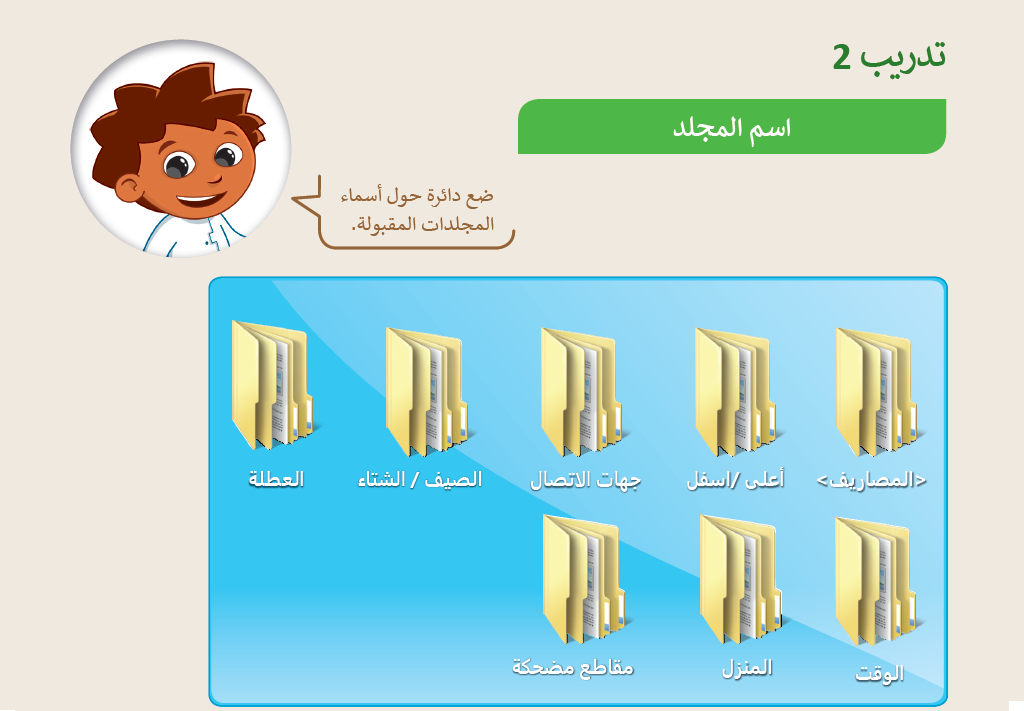 تدريب 2
اسم المجلد
ضع دائرة حول أسماء
المجلدات المقبولة.
<المصاريف>
أعلى /اسفل
جهات الاتصال
الصيف / الشتاء
العطلة
الوقت
المنزل
مقاطع مضحكة